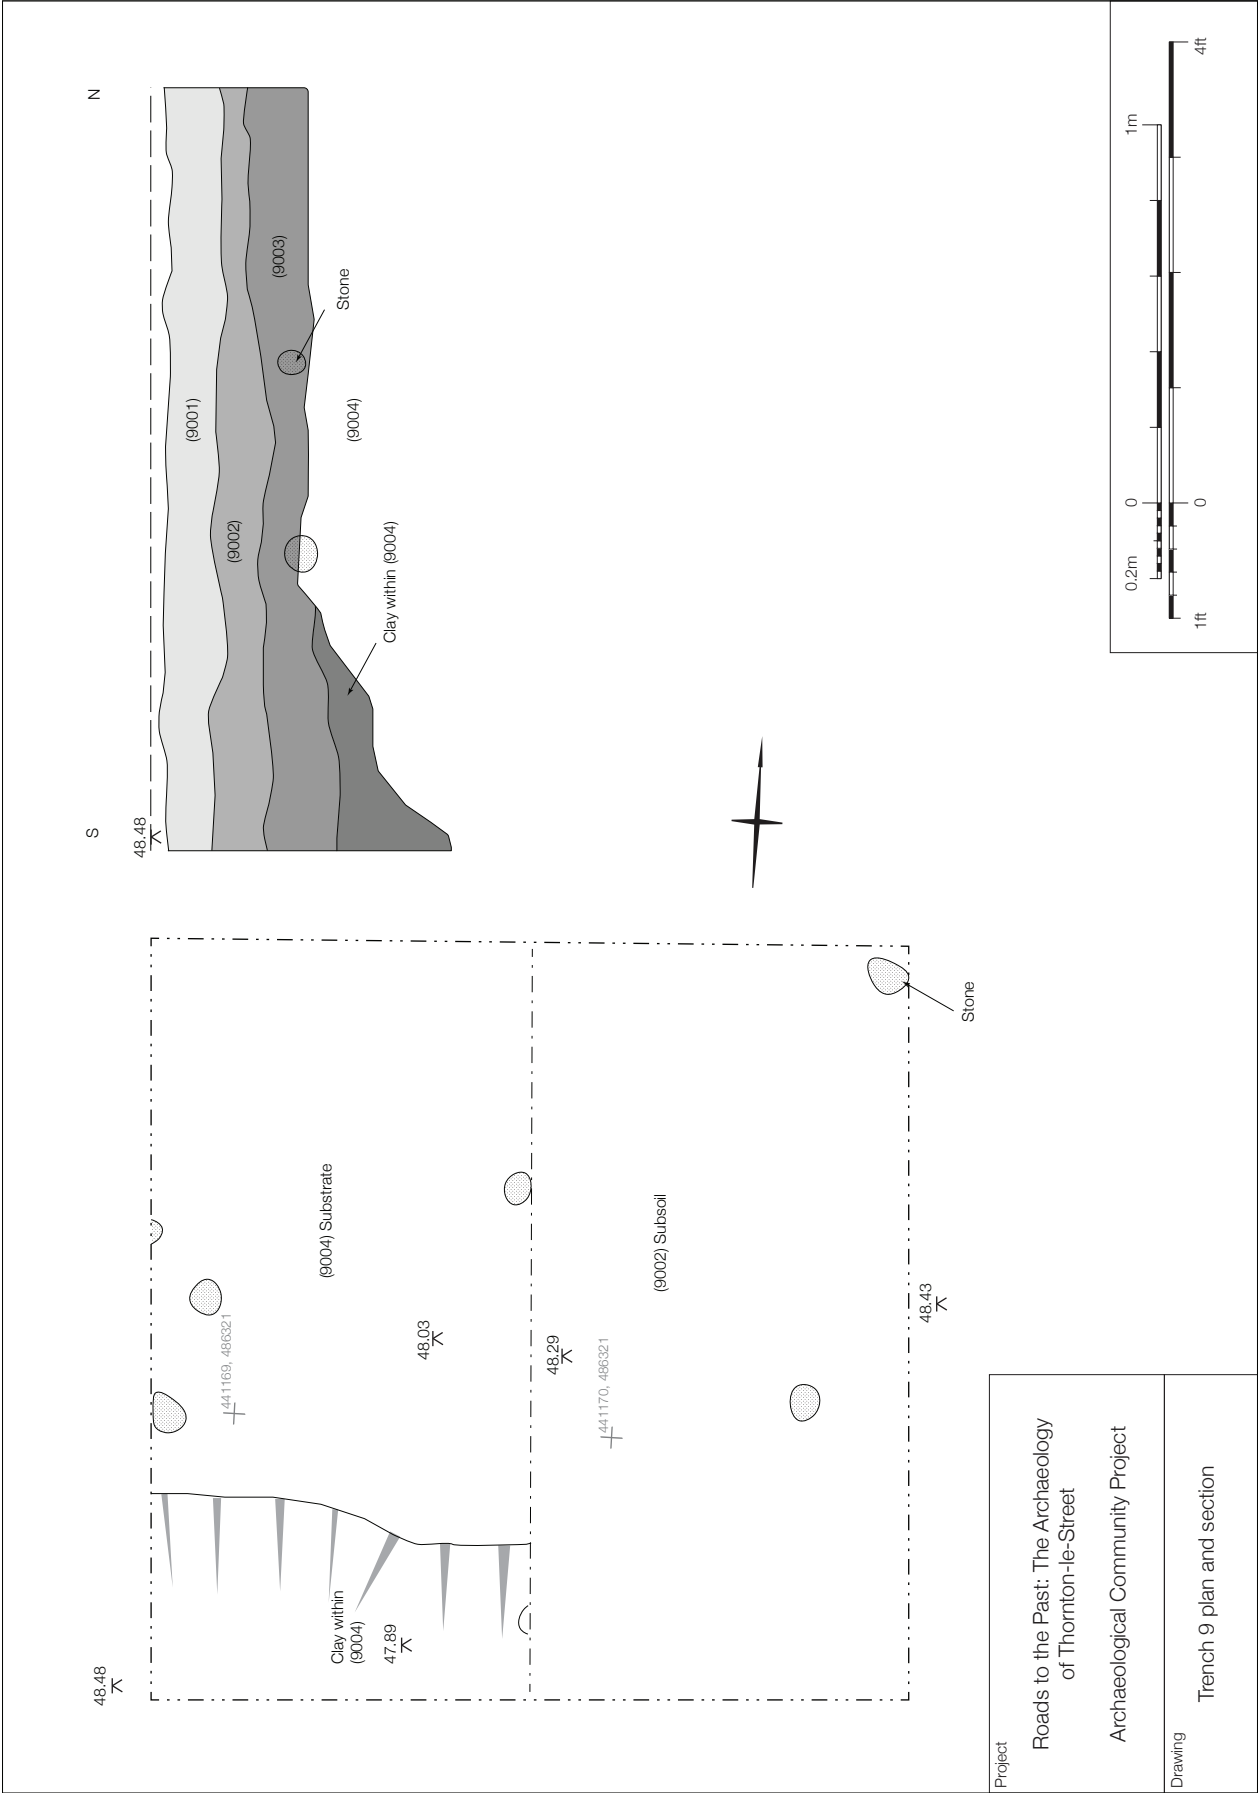 S
N
48.48
(9001)
(9002)
(9003)
Stone
(9004)
Clay within (9004)
48.48
441169, 486321
(9004) Substrate
Clay within
(9004)
47.89
48.03
48.29
441170, 486321
(9002) Subsoil
48.43
Stone
0.2m
0
1m
1ft
0
4ft
Project
Roads to the Past: The Archaeology
of Thornton-le-Street
Archaeological Community Project
Drawing
Trench 9 plan and section